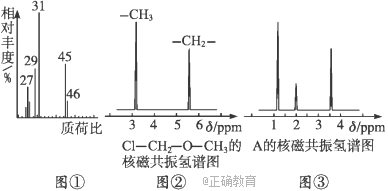 相对丰度/%
31
29
27
45
46
质荷比
图①
−CH₃
−CH₂−
3 4 5 6 δ/ppm
Cl−CH₂−O−CH₃的
核磁共振氢谱图
图②
1 2 3 4 δ/ppm
A的核磁共振氢谱图
图③
@正确教育